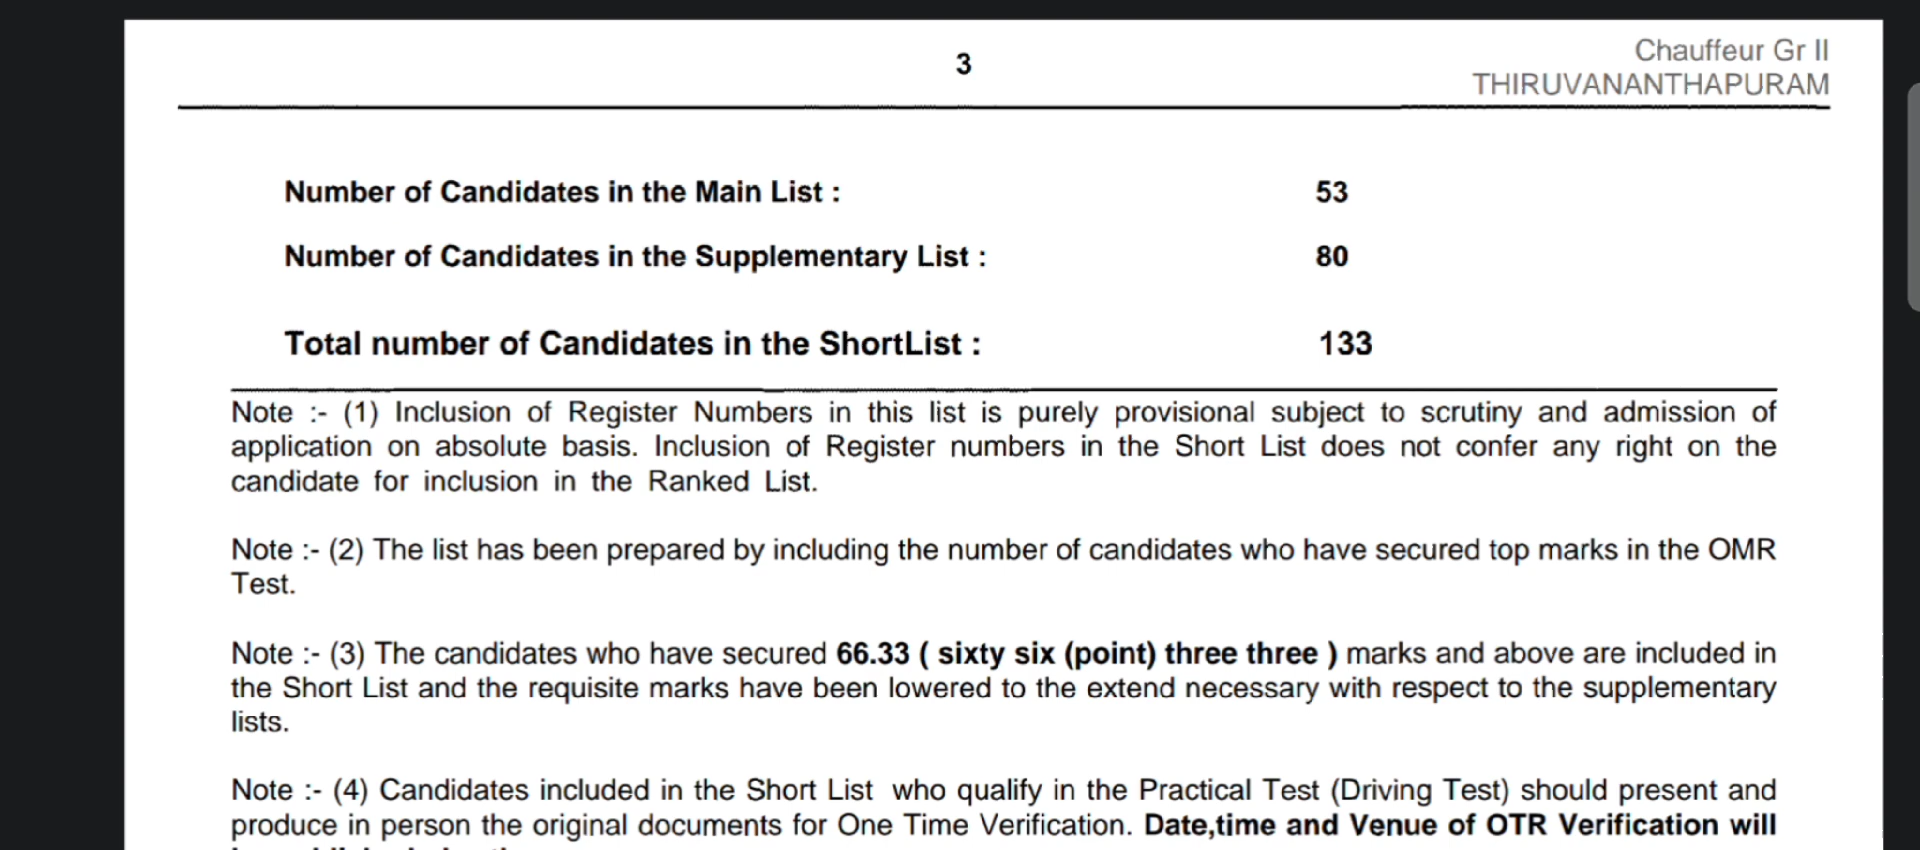 3
Chauffeur Gr II
THIRUVANANTHAPURAM
Number of Candidates in the Main List : 53
Number of Candidates in the Supplementary List : 80
Total number of Candidates in the ShortList : 133
Note :- (1) Inclusion of Register Numbers in this list is purely provisional subject to scrutiny and admission of
application on absolute basis. Inclusion of Register numbers in the Short List does not confer any right on the
candidate for inclusion in the Ranked List.
Note :- (2) The list has been prepared by including the number of candidates who have secured top marks in the OMR
Test.
Note :- (3) The candidates who have secured 66.33 ( sixty six (point) three three ) marks and above are included in
the Short List and the requisite marks have been lowered to the extend necessary with respect to the supplementary
lists.
Note :- (4) Candidates included in the Short List who qualify in the Practical Test (Driving Test) should present and
produce in person the original documents for One Time Verification. Date,time and Venue of OTR Verification will